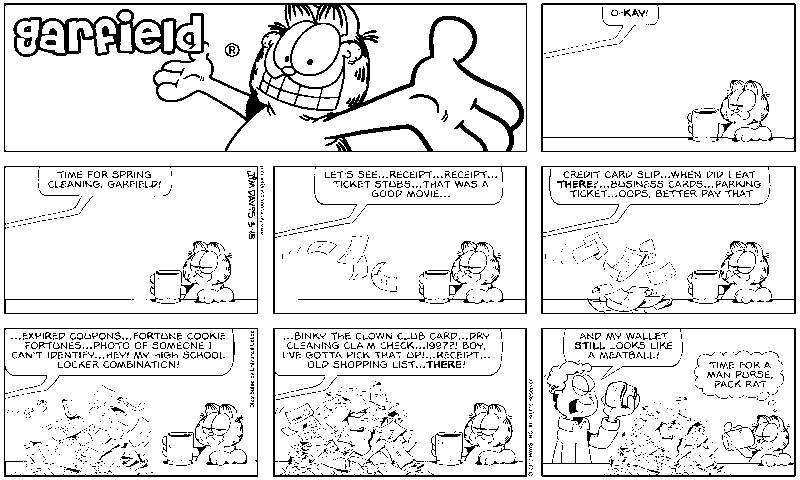 garfield
®
O-KAY!
TIME FOR SPRING
CLEANING, GARFIELD!
JIM DAVIS
LET'S SEE...RECEIPT...RECEIPT...
TICKET STUBS...THAT WAS A
GOOD MOVIE...
CREDIT CARD SLIP...WHEN DID I EAT
THERE?...BUSINESS CARDS...PARKING
TICKET...OOPS, BETTER PAY THAT
...EXPIRED COUPONS...FORTUNE COOKIE
FORTUNES...PHOTO OF SOMEONE I
CAN'T IDENTIFY...HEY! MY HIGH SCHOOL
LOCKER COMBINATION!
...BINKY THE CLOWN CLUB CARD...DRY
CLEANING CLAIM CHECK...1997?! BOY,
I'VE GOTTA PICK THAT UP!...RECEIPT...
OLD SHOPPING LIST...THERE!
AND MY WALLET
STILL LOOKS LIKE
A MEATBALL!
TIME FOR A
MAN PURSE,
PACK RAT